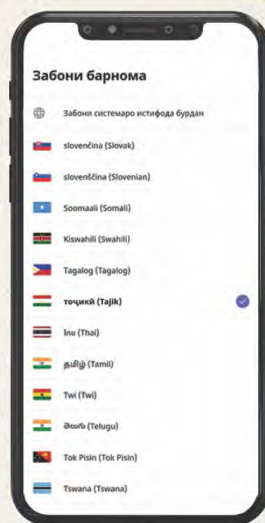 Забони барнома
Забони системаро истифода бурдан
slovenčina (Slovak)
slovenščina (Slovenian)
Soomaali (Somali)
Kiswahili (Swahili)
Tagalog (Tagalog)
тоҷикӣ (Tajik)
ไทย (Thai)
தமிழ் (Tamil)
Twi (Twi)
తెలుగు (Telugu)
Tok Pisin (Tok Pisin)
Tswana (Tswana)